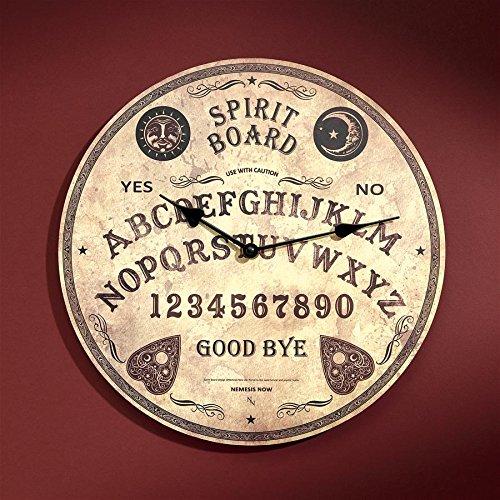 SPIRIT
BOARD
USE WITH CAUTION
YES
NO
ABCDEFGHIJKLM
NOPQRSTUVWXYZ
1234567890
GOOD BYE
NEMESIS NOW